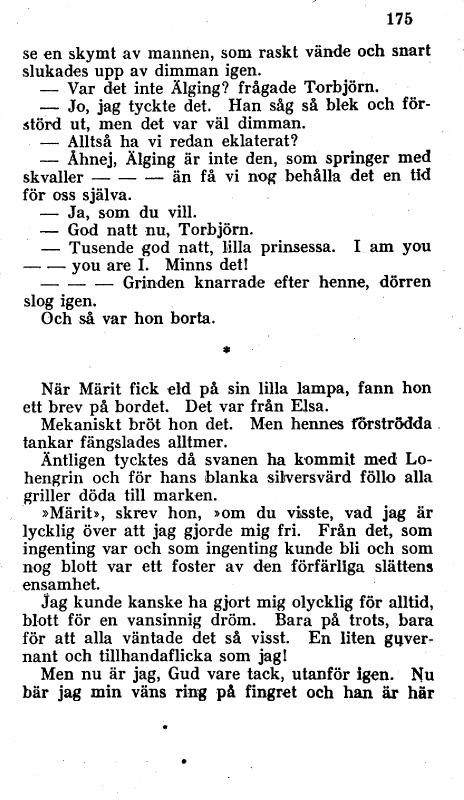 175
se en skymt av mannen, som raskt vände och snart
slukades upp av dimman igen.
— Var det inte Älging? frågade Torbjörn.
— Jo, jag tyckte det. Han såg så blek och för-
störd ut, men det var väl dimman.
— Alltså ha vi redan eklaterat?
— Åhnej, Älging är inte den, som springer med
skvaller — — — än få vi nog behålla det en tid
för oss själva.
— Ja, som du vill.
— God natt nu, Torbjörn.
— Tusende god natt, lilla prinsessa. I am you
— — you are I. Minns det!
— — — Grinden knarrade efter henne, dörren
slog igen.
Och så var hon borta.
*
När Märit fick eld på sin lilla lampa, fann hon
ett brev på bordet. Det var från Elsa.
Mekaniskt bröt hon det. Men hennes förströdda
tankar fängslades alltmer.
Äntligen tycktes då svanen ha kommit med Lo-
hengrin och för hans blanka silversvärd föllo alla
griller döda till marken.
»Märit», skrev hon, »om du visste, vad jag är
lycklig över att jag gjorde mig fri. Från det, som
ingenting var och som ingenting kunde bli och som
nog blott var ett foster av den förfärliga slättens
ensamhet.
Jag kunde kanske ha gjort mig olycklig för alltid,
blott för en vansinnig dröm. Bara på trots, bara
för att alla väntade det så visst. En liten guver-
nant och tillhandaflicka som jag!
Men nu är jag, Gud vare tack, utanför igen. Nu
bär jag min väns ring på fingret och han är här